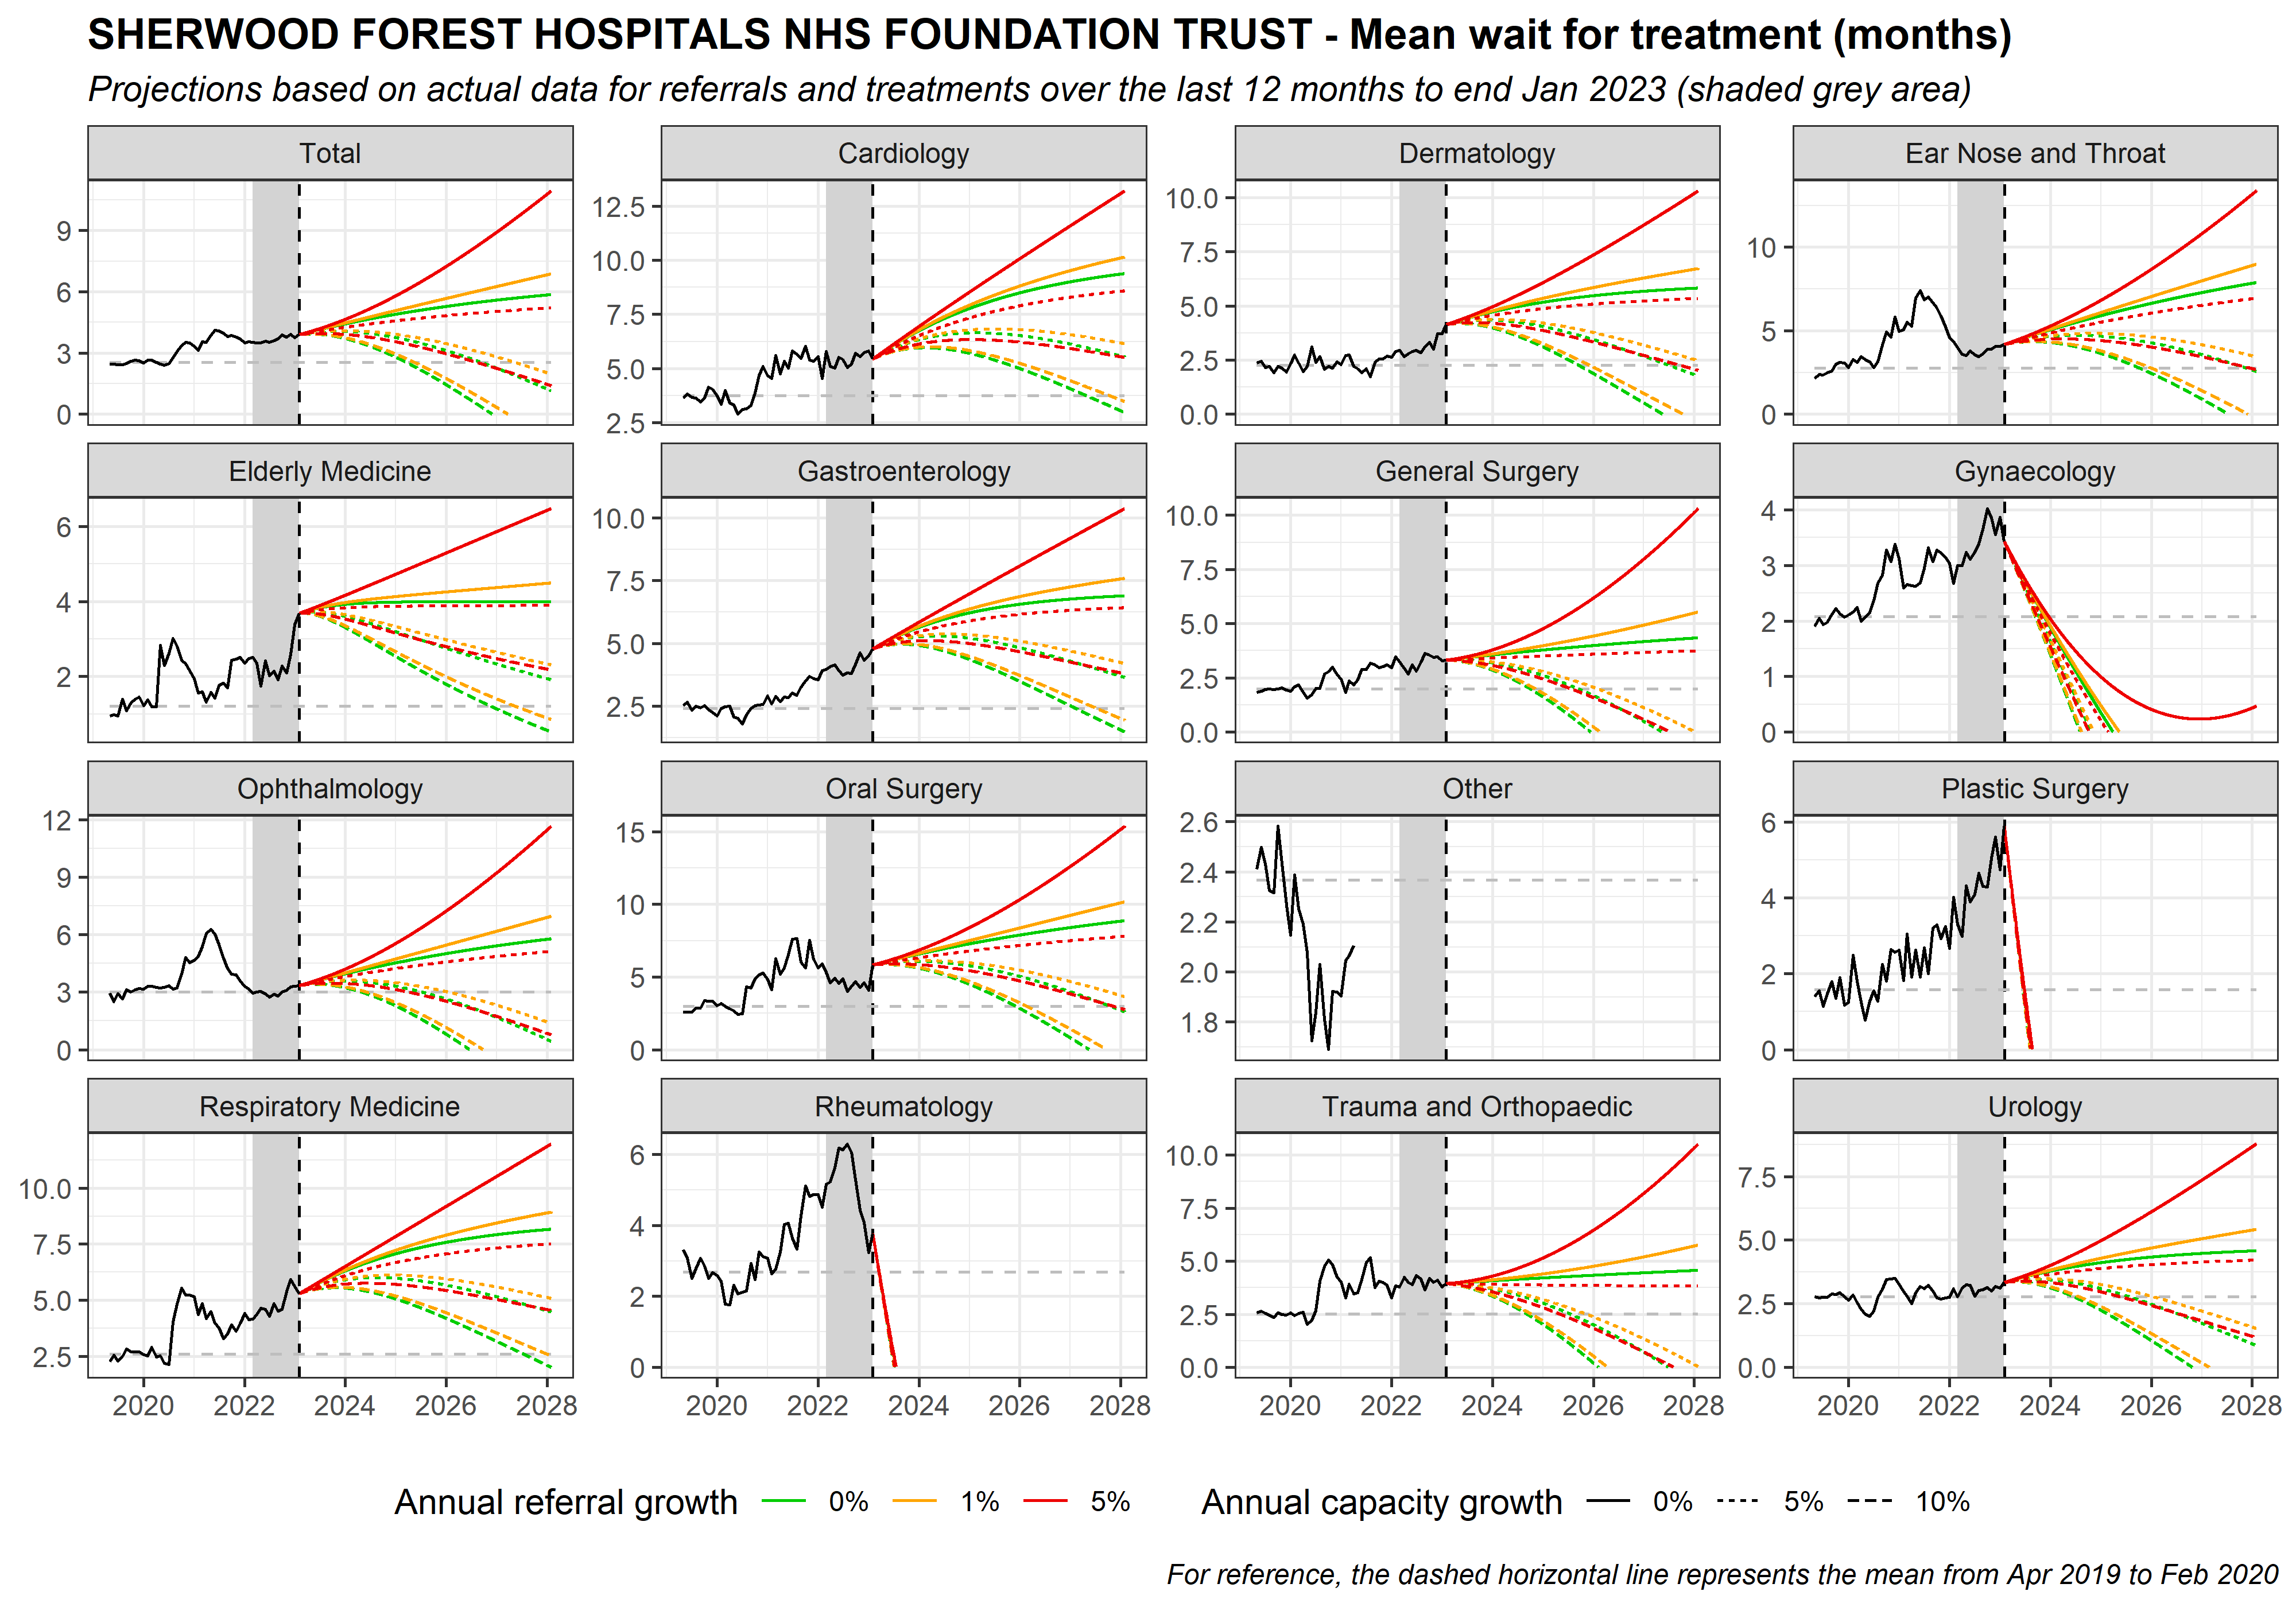 SHERWOOD FOREST HOSPITALS NHS FOUNDATION TRUST - Mean wait for treatment (months)
Projections based on actual data for referrals and treatments over the last 12 months to end Jan 2023 (shaded grey area)
Total
Cardiology
Dermatology
Ear Nose and Throat
9
6
3
0
12.5
10.0
7.5
5.0
2.5
10.0
7.5
5.0
2.5
0.0
10
5
0
Elderly Medicine
Gastroenterology
General Surgery
Gynaecology
6
4
2
10.0
7.5
5.0
2.5
10.0
7.5
5.0
2.5
0.0
4
3
2
1
0
Ophthalmology
Oral Surgery
Other
Plastic Surgery
12
9
6
3
0
15
10
5
0
2.6
2.4
2.2
2.0
1.8
6
4
2
0
Respiratory Medicine
Rheumatology
Trauma and Orthopaedic
Urology
10.0
7.5
5.0
2.5
6
4
2
0
10.0
7.5
5.0
2.5
0.0
7.5
5.0
2.5
0.0
2020 2022 2024 2026 2028
2020 2022 2024 2026 2028
2020 2022 2024 2026 2028
2020 2022 2024 2026 2028
Annual referral growth 0% 1% 5%
Annual capacity growth 0% 5% 10%
For reference, the dashed horizontal line represents the mean from Apr 2019 to Feb 2020